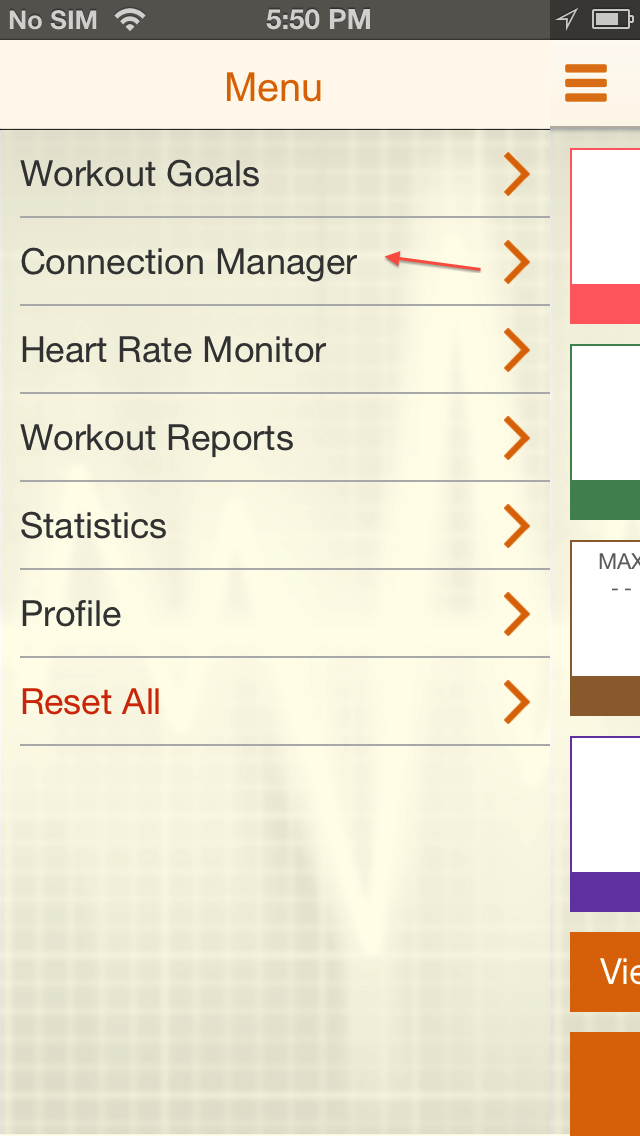 No SIM 5:50 PM
Menu
Workout Goals
Connection Manager
Heart Rate Monitor
Workout Reports
Statistics
MAX
- -
Profile
Reset All
Vie